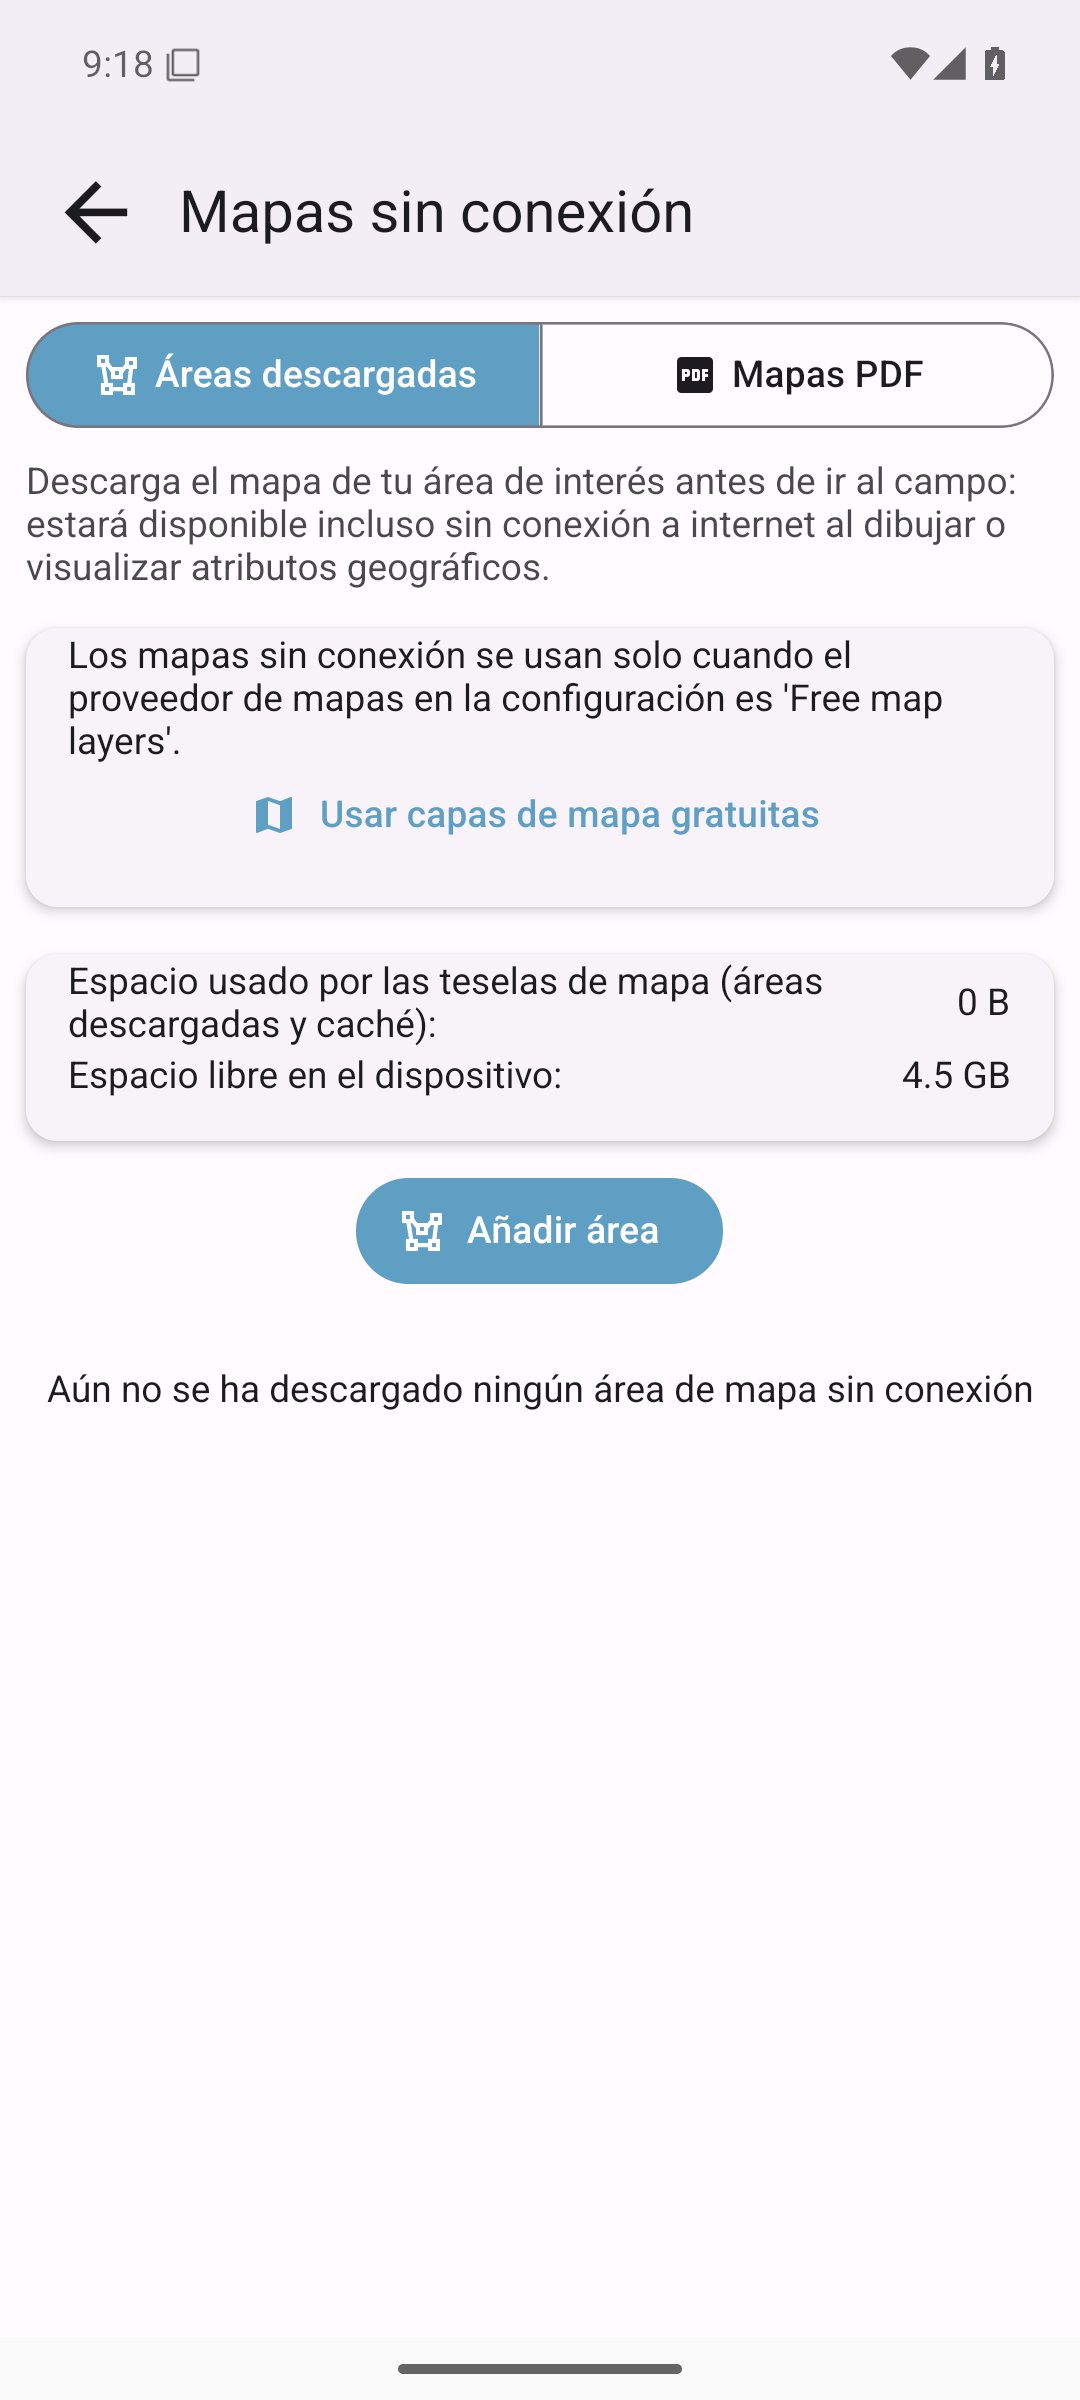 9:18
Mapas sin conexión
Áreas descargadas
PDF Mapas PDF
Descarga el mapa de tu área de interés antes de ir al campo:
estará disponible incluso sin conexión a internet al dibujar o
visualizar atributos geográficos.
Los mapas sin conexión se usan solo cuando el
proveedor de mapas en la configuración es 'Free map
layers'.
Usar capas de mapa gratuitas
Espacio usado por las teselas de mapa (áreas
descargadas y caché):
0 B
Espacio libre en el dispositivo:
4.5 GB
Añadir área
Aún no se ha descargado ningún área de mapa sin conexión